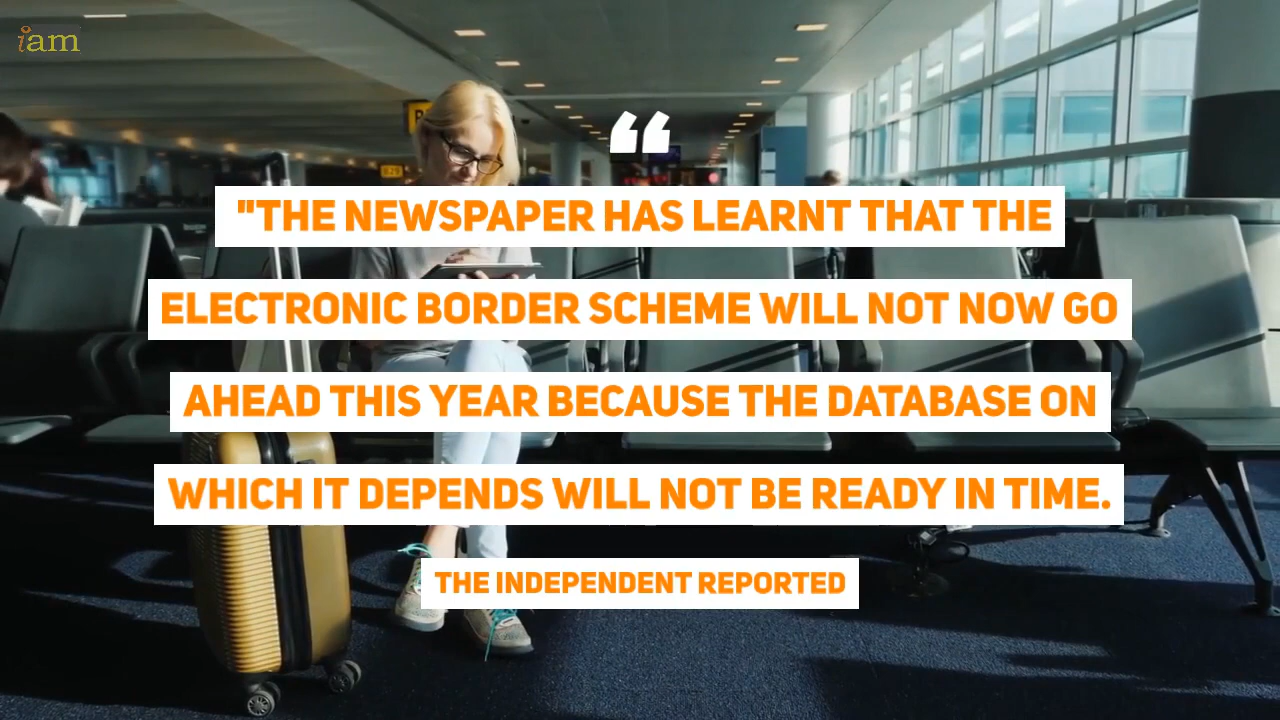 iam
“
"THE NEWSPAPER HAS LEARNT THAT THE
ELECTRONIC BORDER SCHEME WILL NOT NOW GO
AHEAD THIS YEAR BECAUSE THE DATABASE ON
WHICH IT DEPENDS WILL NOT BE READY IN TIME.
THE INDEPENDENT REPORTED